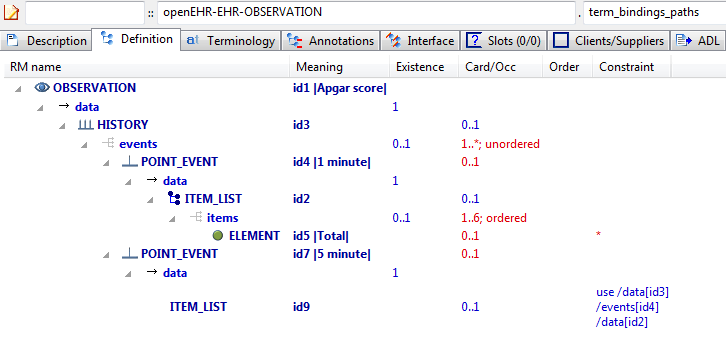 :: openEHR-EHR-OBSERVATION . term_bindings_paths
Description Definition Terminology Annotations Interface Slots (0/0) Clients/Suppliers ADL
RM name Meaning Existence Card/Occ Order Constraint
OBSERVATION id1 |Apgar score|
data 1
HISTORY id3 0..1
events 0..1 1..*; unordered
POINT_EVENT id4 |1 minute| 0..1
data 1
ITEM_LIST id2 0..1
items 0..1 1..6; ordered
ELEMENT id5 |Total| 0..1 *
POINT_EVENT id7 |5 minute| 0..1
data 1
ITEM_LIST id9 0..1 use /data[id3]
/events[id4]
/data[id2]